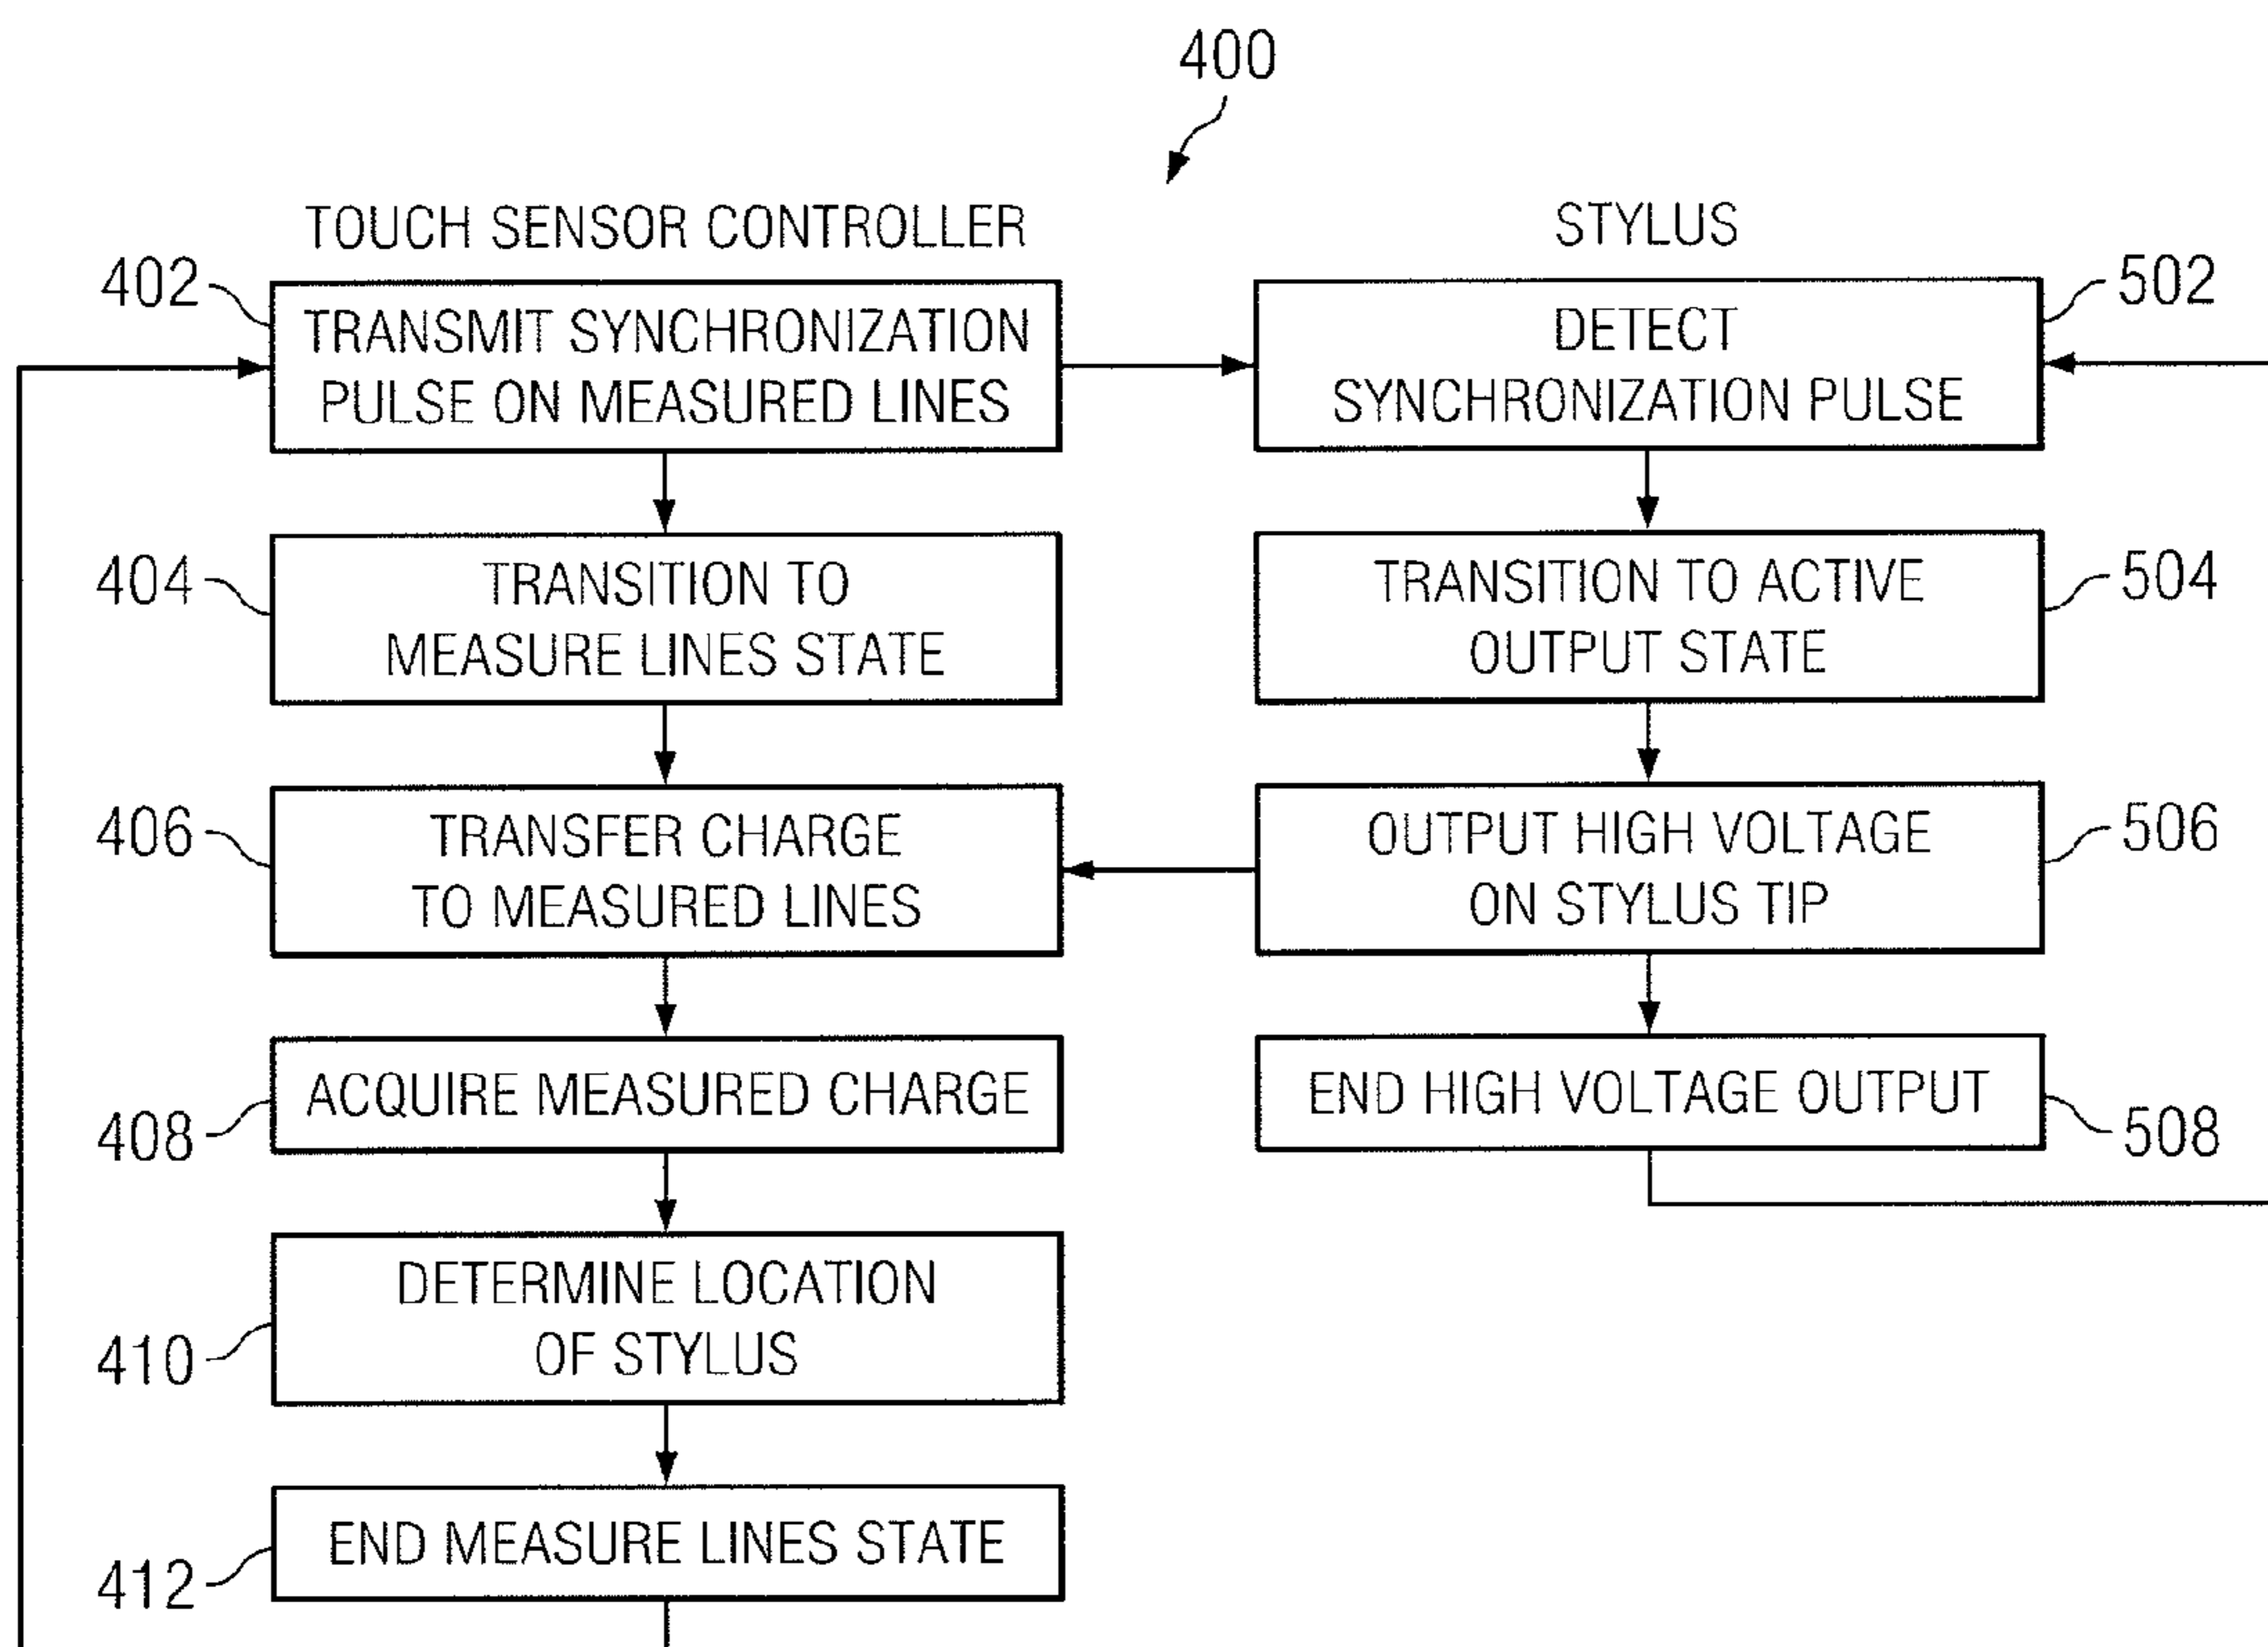 400
TOUCH SENSOR CONTROLLER
402
TRANSMIT SYNCHRONIZATION
PULSE ON MEASURED LINES
404
TRANSITION TO
MEASURE LINES STATE
406
TRANSFER CHARGE
TO MEASURED LINES
408
ACQUIRE MEASURED CHARGE
410
DETERMINE LOCATION
OF STYLUS
412
END MEASURE LINES STATE
STYLUS
502
DETECT
SYNCHRONIZATION PULSE
504
TRANSITION TO ACTIVE
OUTPUT STATE
506
OUTPUT HIGH VOLTAGE
ON STYLUS TIP
508
END HIGH VOLTAGE OUTPUT